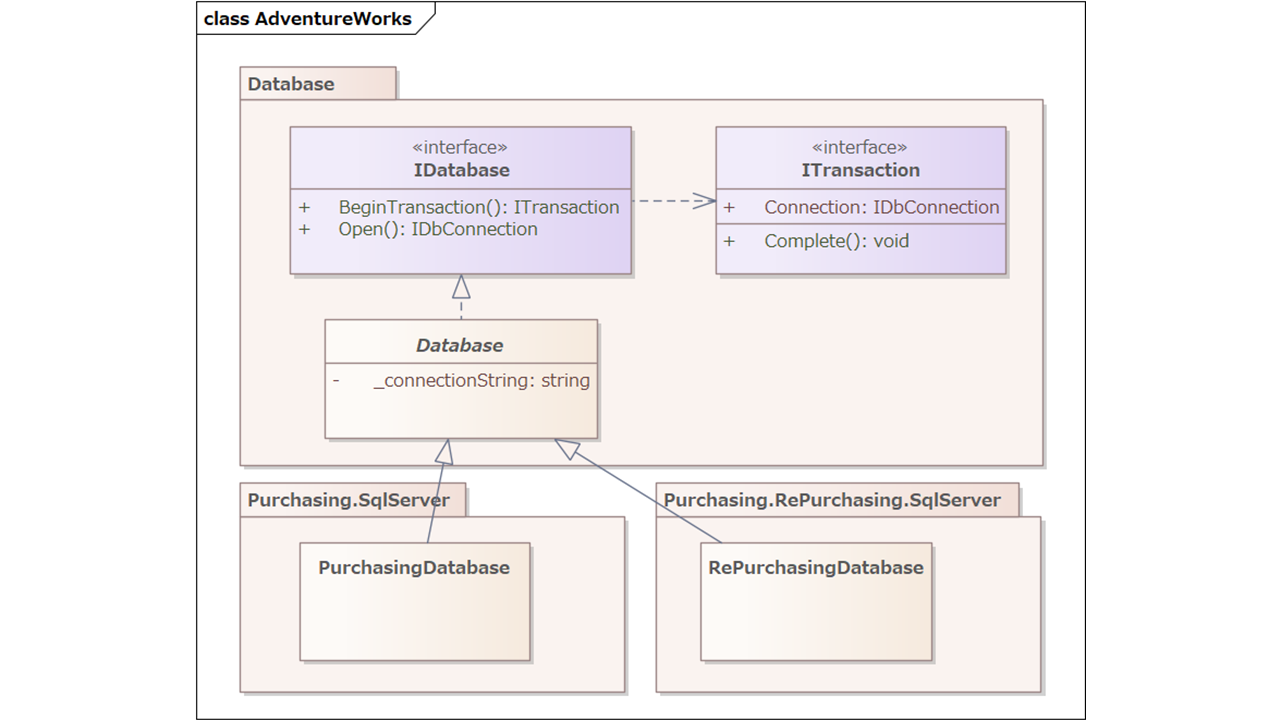 class AdventureWorks
Database
«interface»
IDatabase
+ BeginTransaction(): ITransaction
+ Open(): IDbConnection
«interface»
ITransaction
+ Connection: IDbConnection
+ Complete(): void
Database
- _connectionString: string
Purchasing.SqlServer
PurchasingDatabase
Purchasing.RePurchasing.SqlServer
RePurchasingDatabase